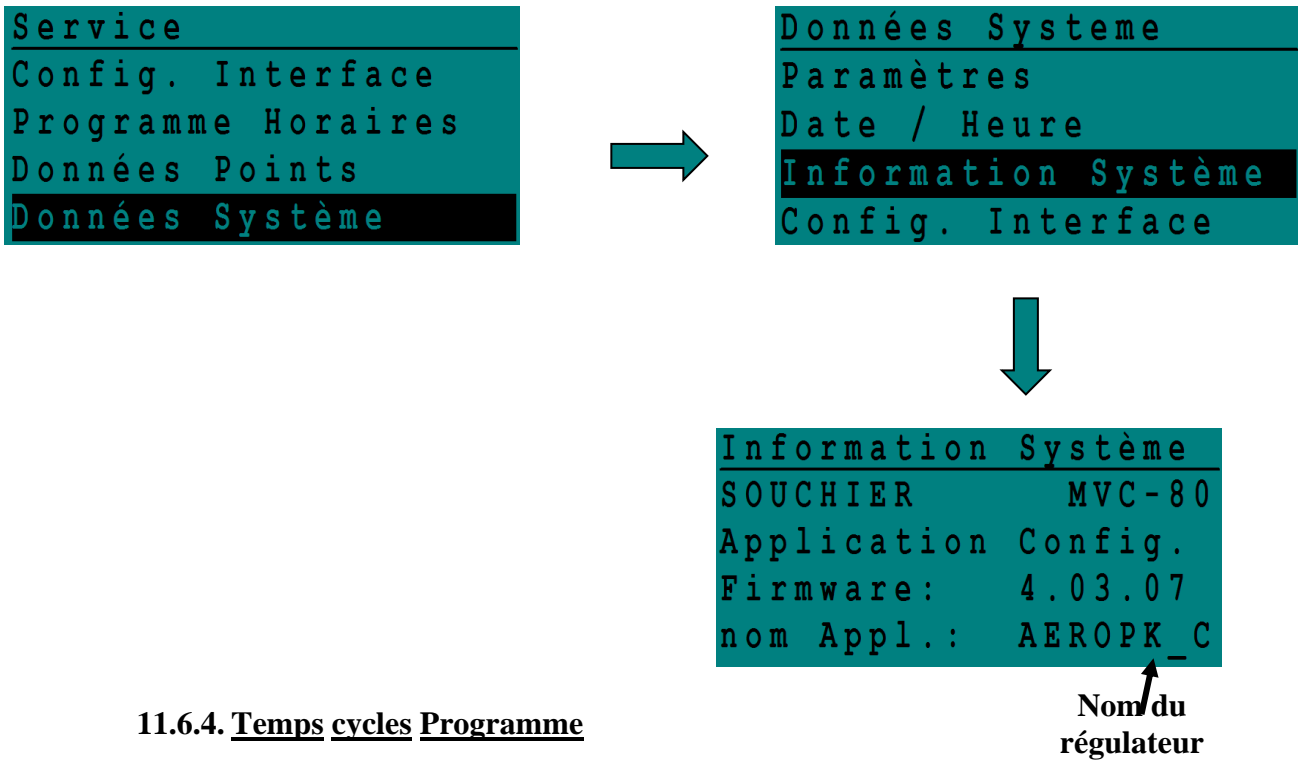 Service
Config. Interface
Programme Horaires
Données Points
Données Système
Données Systeme
Paramètres
Date / Heure
Information Système
Config. Interface
Information Système
SOUCHIER MVC-80
Application Config.
Firmware: 4.03.07
nom Appl.: AEROPK_C
Nom du
régulateur
11.6.4. Temps cycles Programme